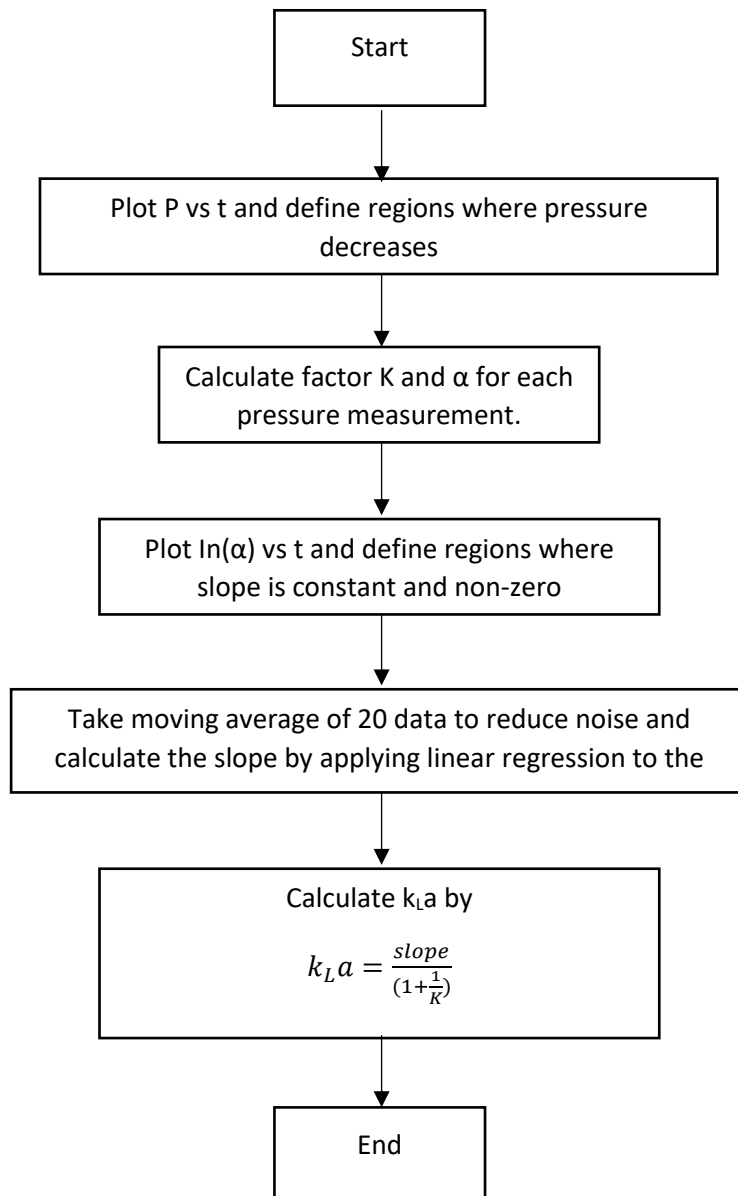 Start
Plot P vs t and define regions where pressure
decreases
Calculate factor K and α for each
pressure measurement.
Plot In(α) vs t and define regions where
slope is constant and non-zero
Take moving average of 20 data to reduce noise and
calculate the slope by applying linear regression to the
Calculate kLa by
k_L a = slope / (1 + 1/K)
End